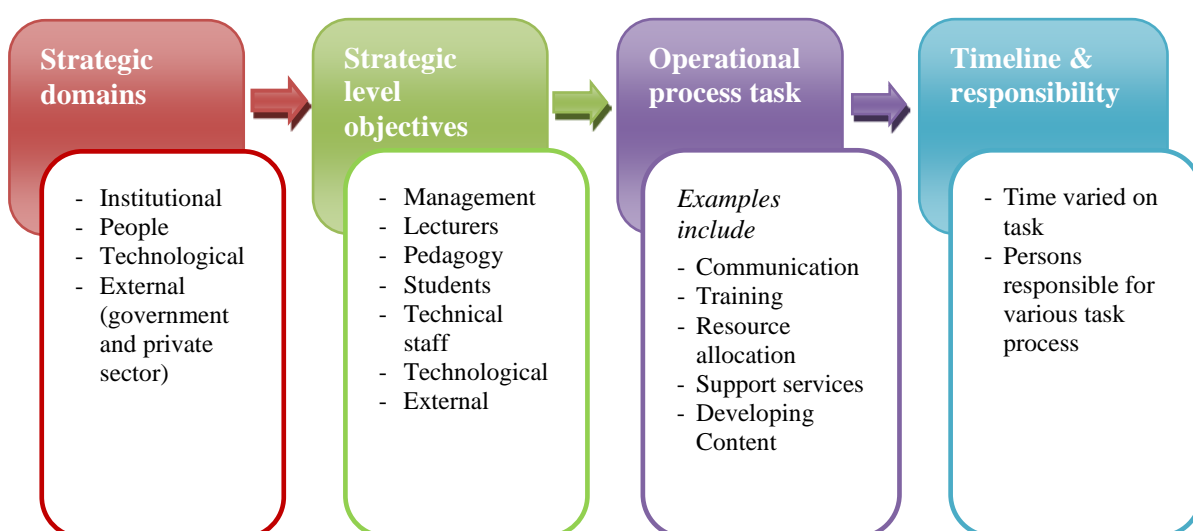 Strategic
domains
- Institutional
- People
- Technological
- External
(government
and private
sector)
Strategic
level
objectives
- Management
- Lecturers
- Pedagogy
- Students
- Technical
staff
- Technological
- External
Operational
process task
Examples
include
- Communication
- Training
- Resource
allocation
- Support services
- Developing
Content
Timeline &
responsibility
- Time varied on
task
- Persons
responsible for
various task
process